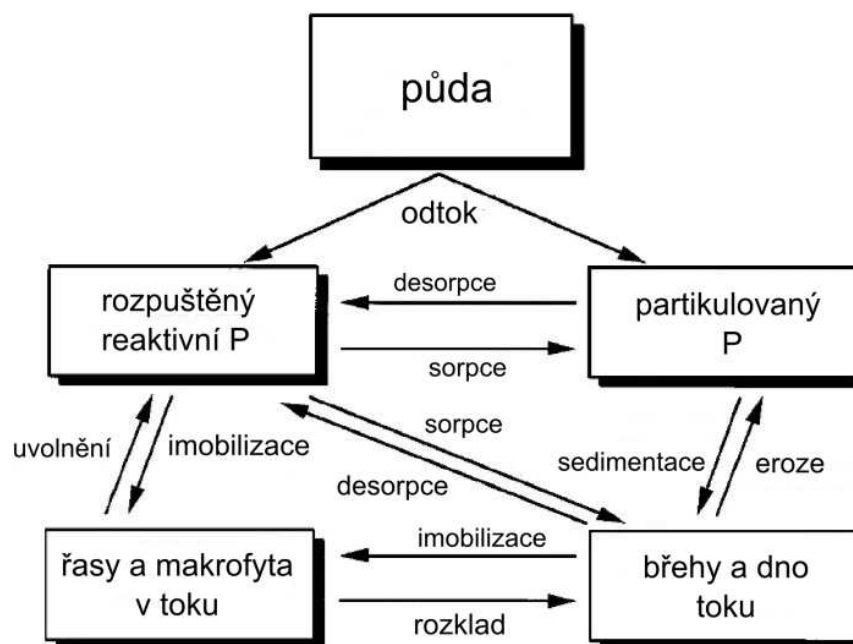 půda
odtok
rozpuštěný
reaktivní P
desorpce
sorpce
partikulovaný
P
uvolnění
imobilizace
sorpce
desorpce
sedimentace
eroze
řasy a makrofyta
v toku
imobilizace
rozklad
břehy a dno
toku